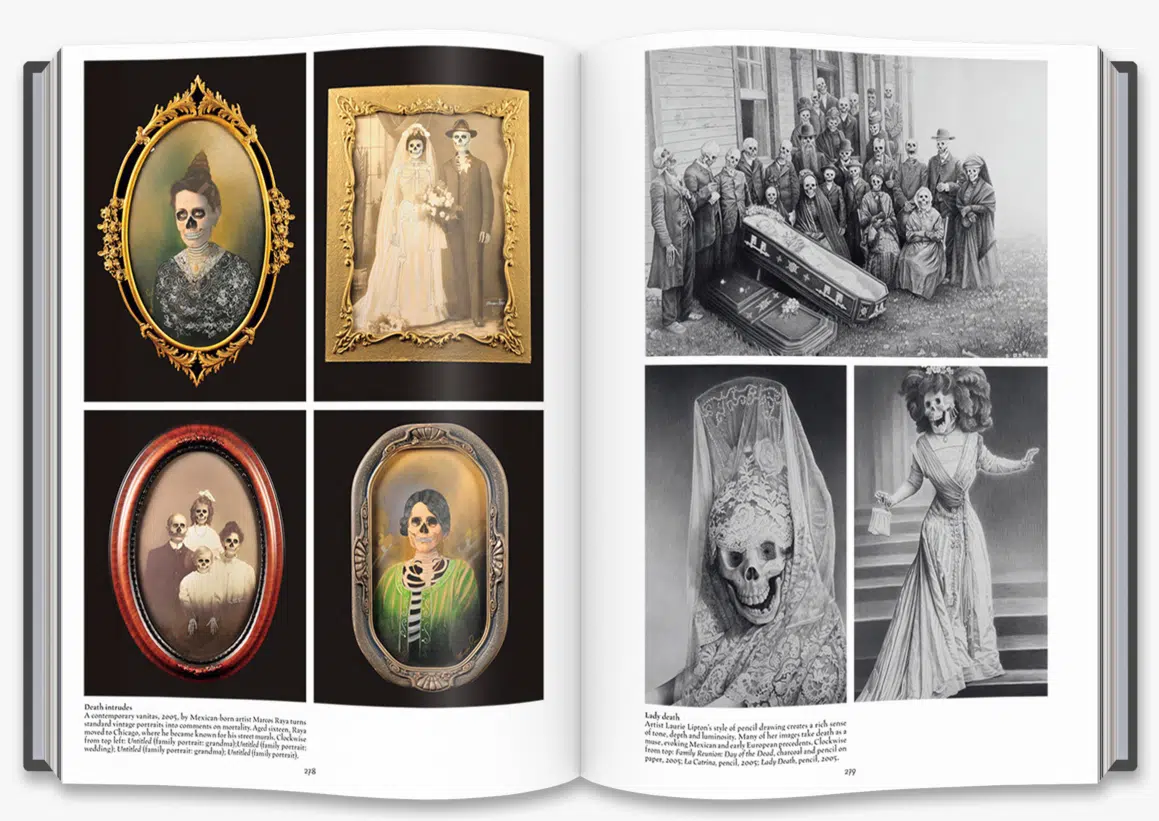 Death intrudes
A contemporary vanitas, 2005, by Mexican-born artist Marcos Raya turns
standard vintage portraits into comments on mortality. Aged sixteen, Raya
moved to Chicago, where he became known for his street murals. Clockwise
from top left: Untitled (family portrait: grandma); Untitled (family portrait:
wedding); Untitled (family portrait: grandma); Untitled (family portrait).
278
Lady death
Artist Laurie Lipton's style of pencil drawing creates a rich sense
of tone, depth and luminosity. Many of her images take death as a
muse, evoking Mexican and early European precedents. Clockwise
from top: Family Reunion: Day of the Dead, charcoal and pencil on
paper, 2005; La Catrina, pencil, 2005; Lady Death, pencil, 2005.
279